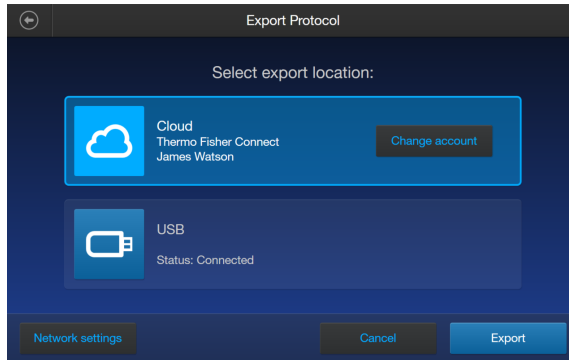 Export Protocol
Select export location:
Cloud
Thermo Fisher Connect
James Watson
Change account
USB
Status: Connected
Network settings
Cancel
Export